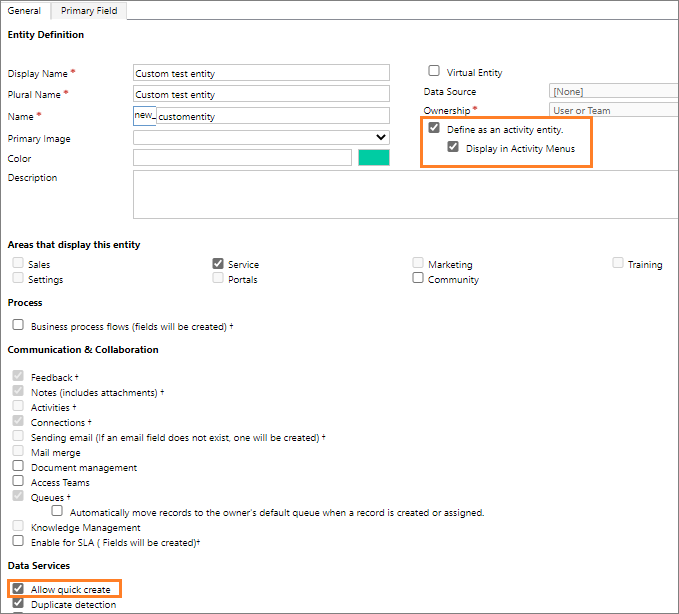 General Primary Field
Entity Definition
Display Name * Custom test entity Virtual Entity
Plural Name * Custom test entity Data Source [None]
Ownership * User or Team
Name * new_ customentity
Define as an activity entity.
Primary Image
Display in Activity Menus
Color
Description
Areas that display this entity
Sales Service Marketing Training
Settings Portals Community
Process
Business process flows (fields will be created) †
Communication & Collaboration
Feedback †
Notes (includes attachments) †
Activities †
Connections †
Sending email (If an email field does not exist, one will be created) †
Mail merge
Document management
Access Teams
Queues †
Automatically move records to the owner's default queue when a record is created or assigned.
Knowledge Management
Enable for SLA ( Fields will be created)†
Data Services
Allow quick create
Duplicate detection